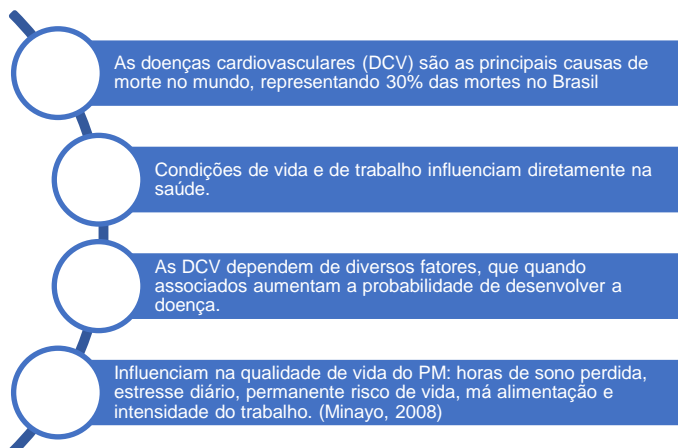 As doenças cardiovasculares (DCV) são as principais causas de
morte no mundo, representando 30% das mortes no Brasil
Condições de vida e de trabalho influenciam diretamente na
saúde.
As DCV dependem de diversos fatores, que quando
associados aumentam a probabilidade de desenvolver a
doença.
Influenciam na qualidade de vida do PM: horas de sono perdida,
estresse diário, permanente risco de vida, má alimentação e
intensidade do trabalho. (Minayo, 2008)